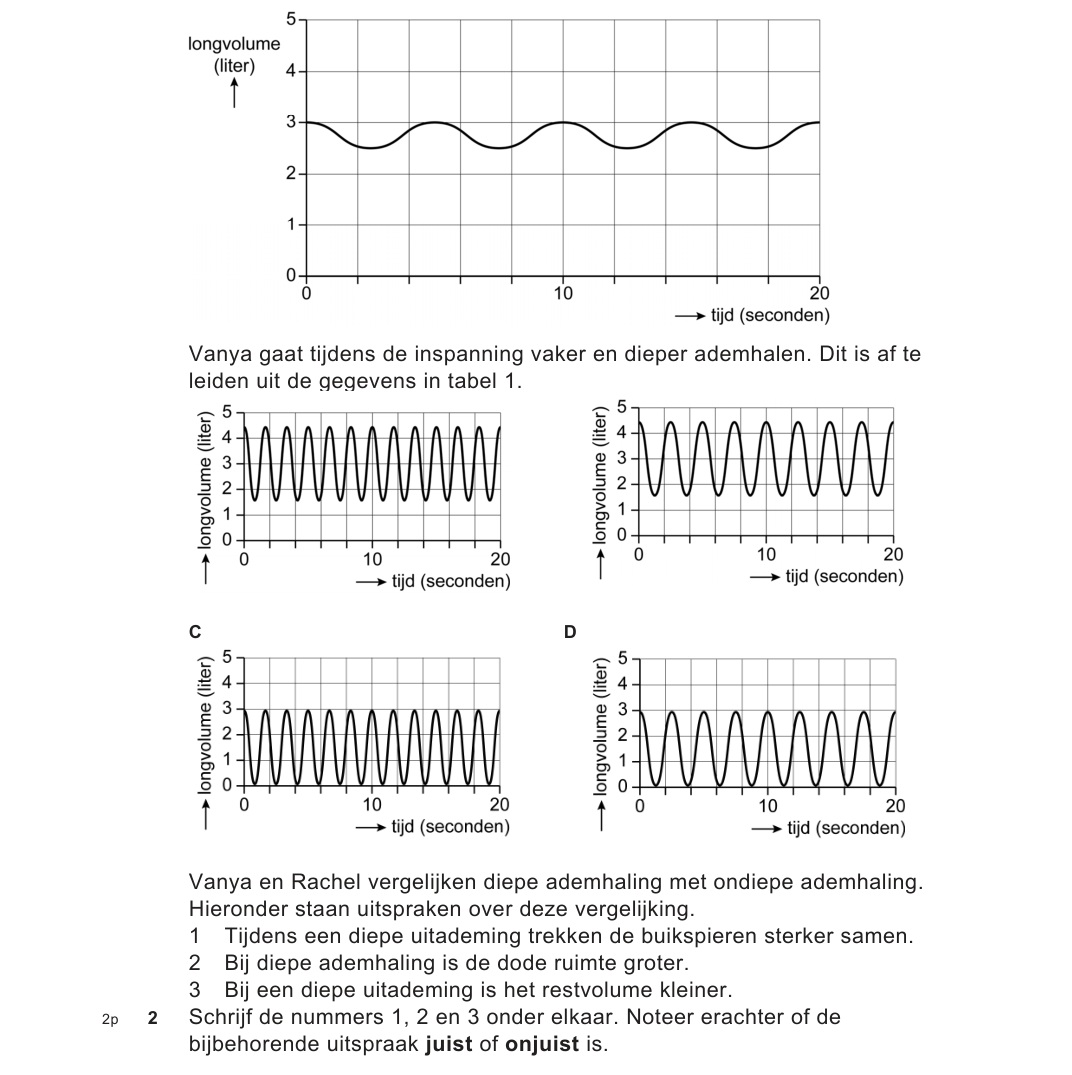 5
longvolume
(liter)
4
3
2
1
0
0 10 20
tijd (seconden)
Vanya gaat tijdens de inspanning vaker en dieper ademhalen. Dit is af te
leiden uit de gegevens in tabel 1.
longvolume (liter)
5
4
3
2
1
0
0 10 20
tijd (seconden)
longvolume (liter)
5
4
3
2
1
0
0 10 20
tijd (seconden)
C
longvolume (liter)
5
4
3
2
1
0
0 10 20
tijd (seconden)
D
longvolume (liter)
5
4
3
2
1
0
0 10 20
tijd (seconden)
Vanya en Rachel vergelijken diepe ademhaling met ondiepe ademhaling.
Hieronder staan uitspraken over deze vergelijking.
1 Tijdens een diepe uitademing trekken de buikspieren sterker samen.
2 Bij diepe ademhaling is de dode ruimte groter.
3 Bij een diepe uitademing is het restvolume kleiner.
2p 2 Schrijf de nummers 1, 2 en 3 onder elkaar. Noteer erachter of de
bijbehorende uitspraak juist of onjuist is.